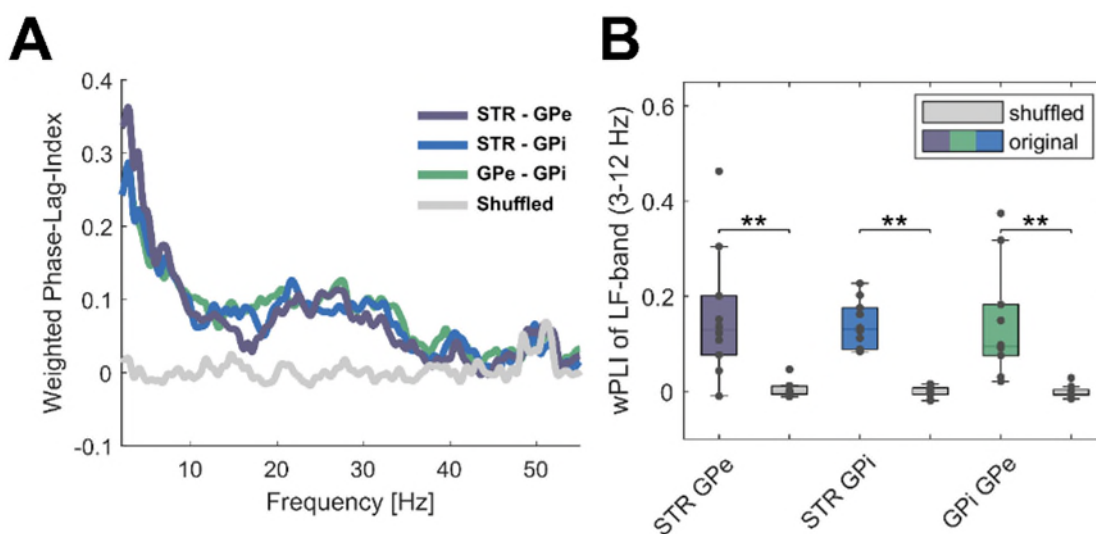 A
Weighted Phase-Lag-Index
0.4
0.3
0.2
0.1
0
-0.1
10
20
30
40
50
Frequency [Hz]
STR - GPe
STR - GPi
GPe - GPi
Shuffled
B
wPLI of LF-band (3-12 Hz)
0.6
0.4
0.2
0
shuffled
original
**
**
**
STR GPe
STR GPi
GPi GPe